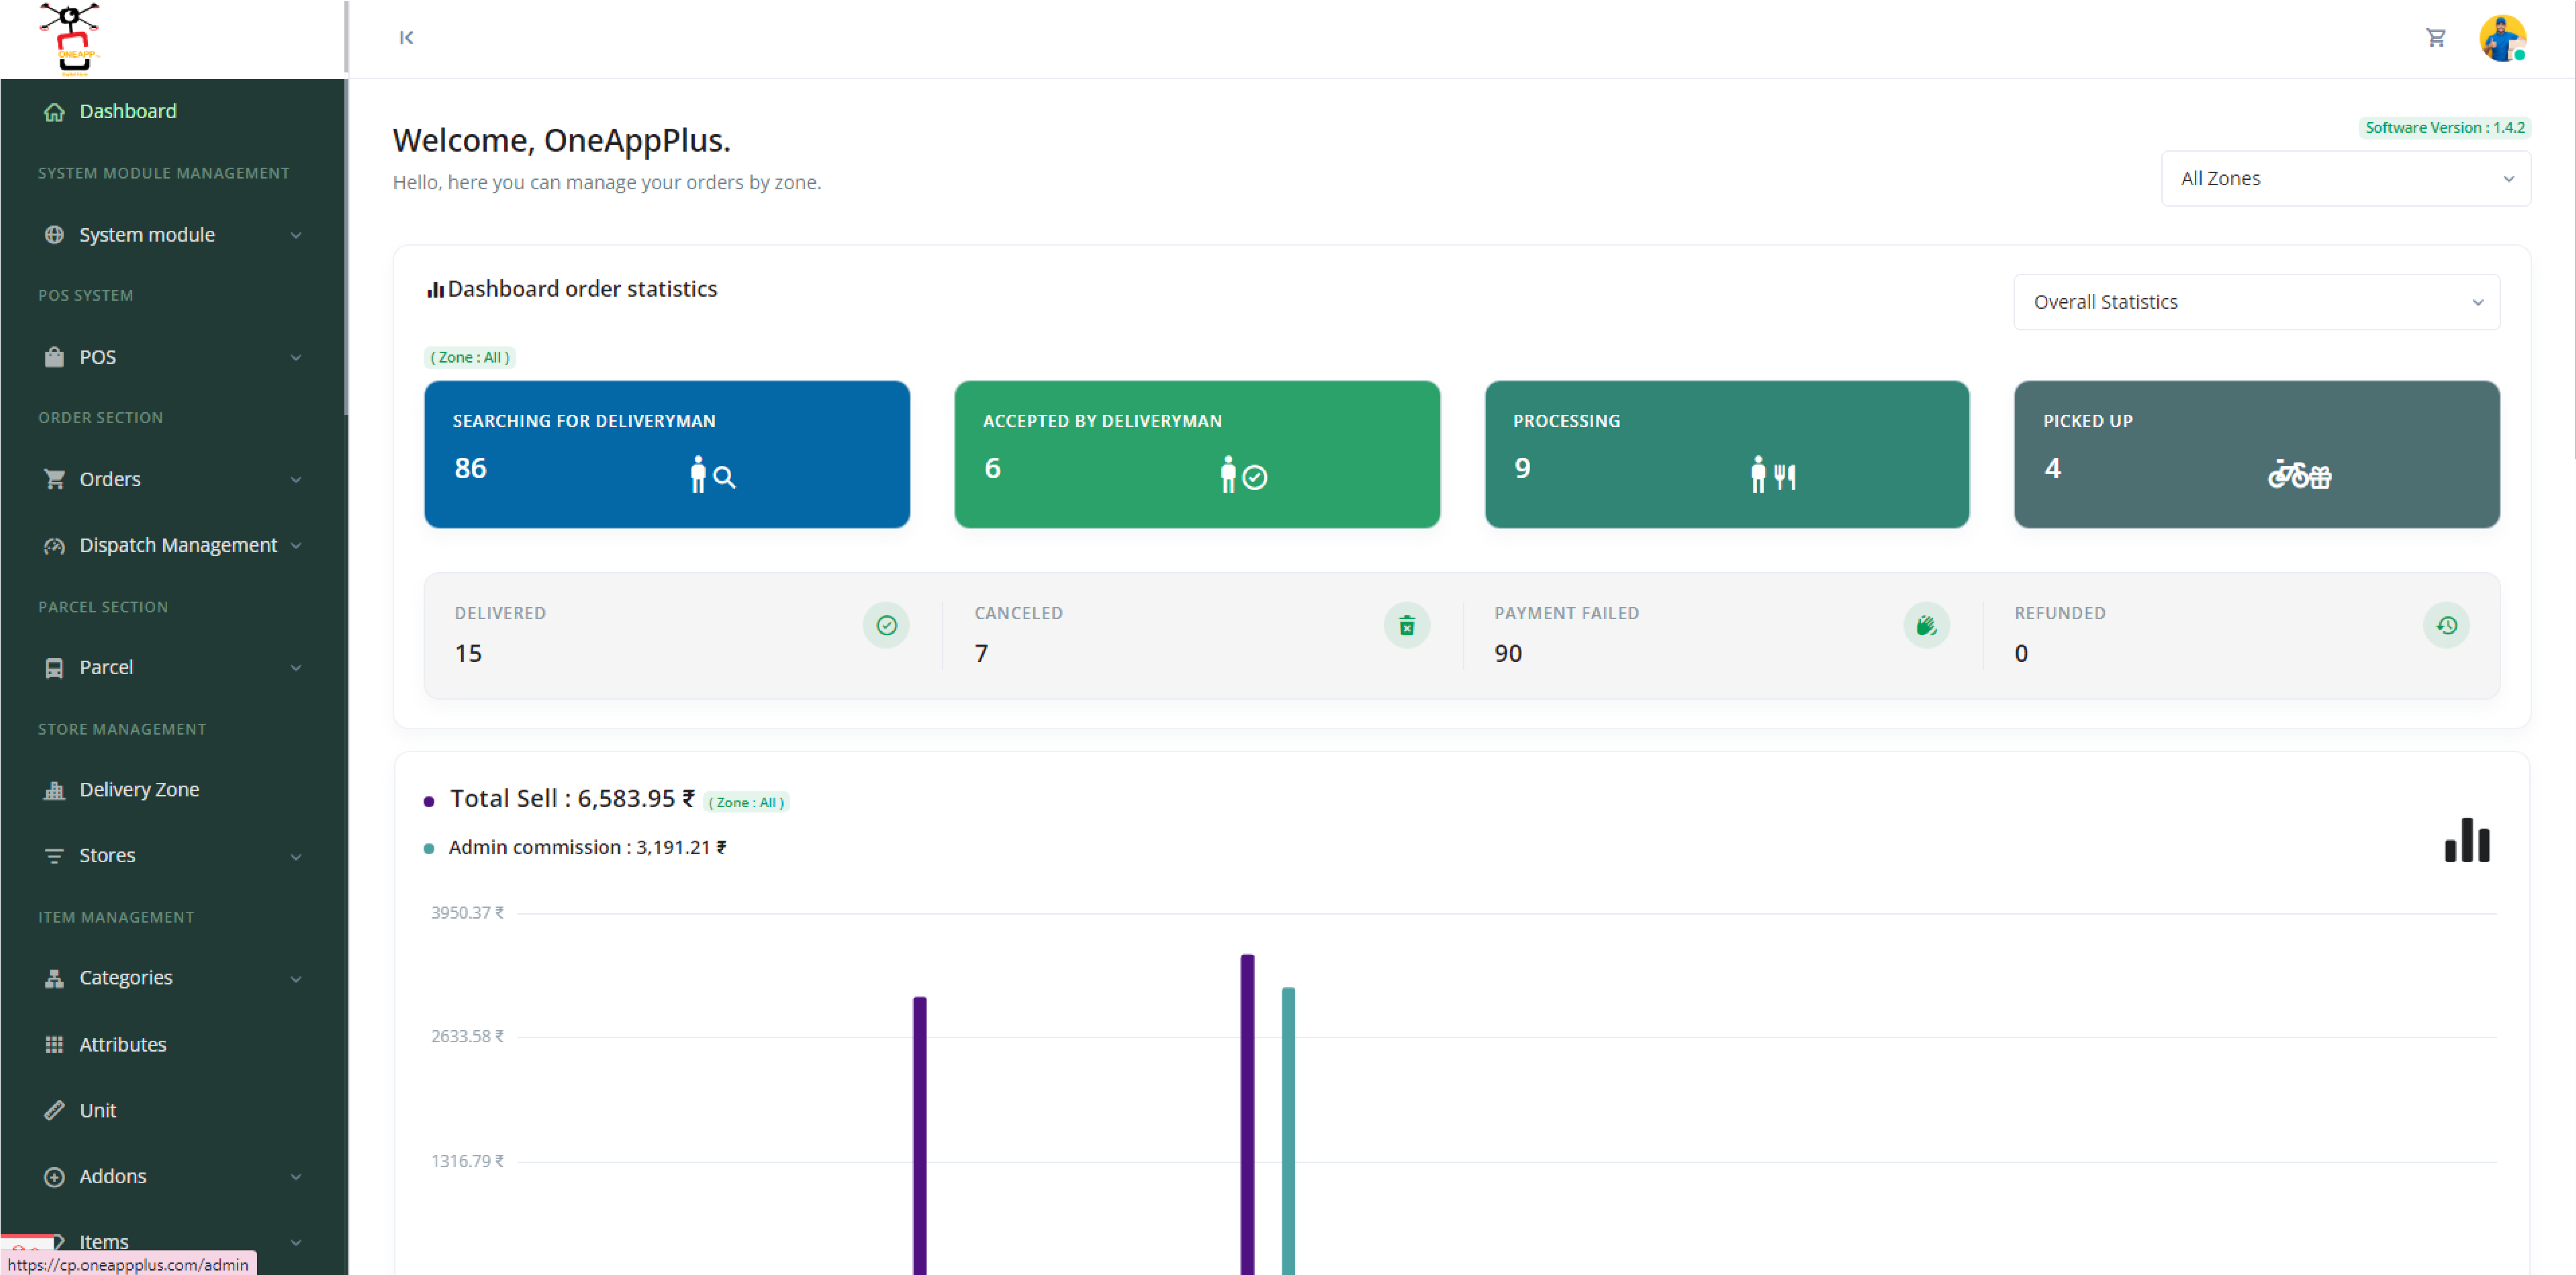 ONEAPP
Dashboard
SYSTEM MODULE MANAGEMENT
System module
POS SYSTEM
POS
ORDER SECTION
Orders
Dispatch Management
PARCEL SECTION
Parcel
STORE MANAGEMENT
Delivery Zone
Stores
ITEM MANAGEMENT
Categories
Attributes
Unit
Addons
Items
https://cp.oneappplus.com/admin
Welcome, OneAppPlus.
Hello, here you can manage your orders by zone.
Software Version : 1.4.2
All Zones
Dashboard order statistics
Overall Statistics
( Zone : All )
SEARCHING FOR DELIVERYMAN
86
ACCEPTED BY DELIVERYMAN
6
PROCESSING
9
PICKED UP
4
DELIVERED
15
CANCELED
7
PAYMENT FAILED
90
REFUNDED
0
Total Sell : 6,583.95 ₹ ( Zone : All )
Admin commission : 3,191.21 ₹
3950.37 ₹
2633.58 ₹
1316.79 ₹